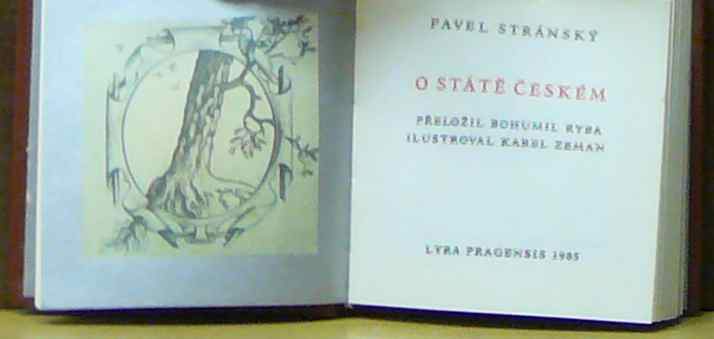 PAVEL STRÁNSKÝ
O STÁTĚ ČESKÉM
PŘELOŽIL BOHUMIL RYBA
ILUSTROVAL KAREL ZEMAN
LYRA PRAGENSIS 1985